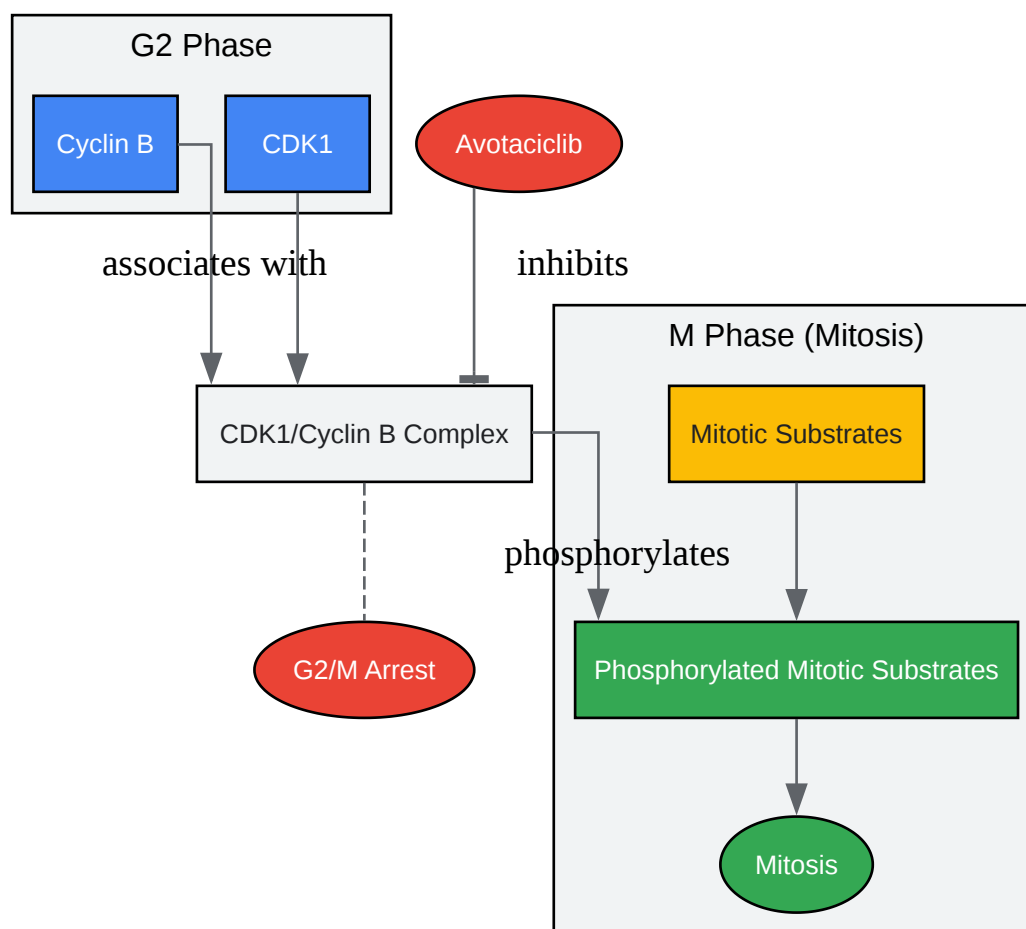 G2 Phase
Cyclin B
CDK1
Avotaciclib
associates with
inhibits
M Phase (Mitosis)
CDK1/Cyclin B Complex
Mitotic Substrates
phosphorylates
G2/M Arrest
Phosphorylated Mitotic Substrates
Mitosis